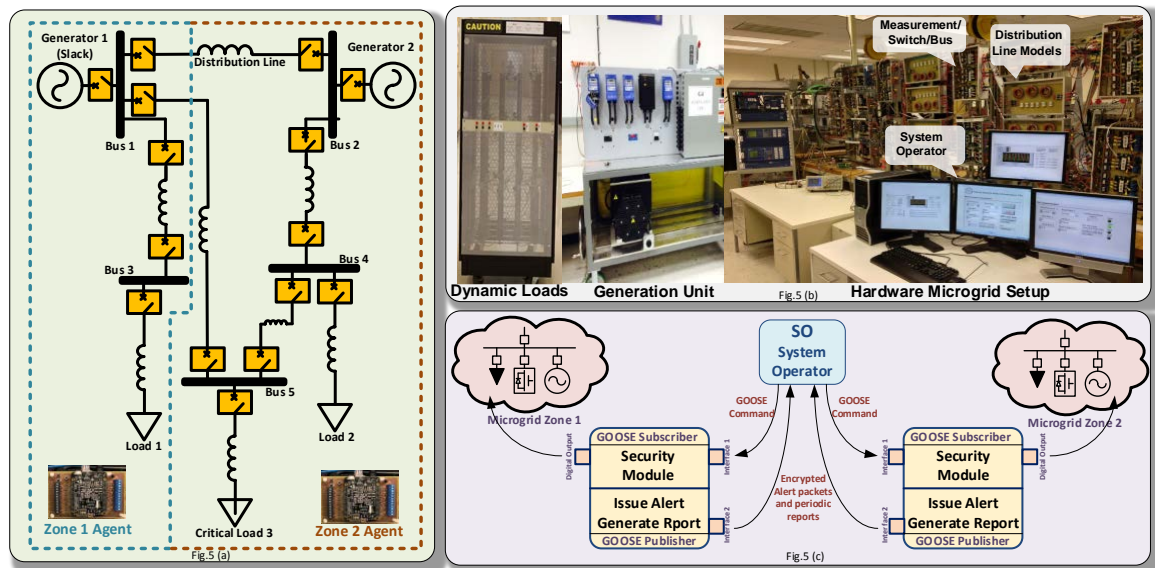 Generator 1
(Slack)
Distribution Line
Generator 2
Bus 1
Bus 2
Bus 3
Bus 4
Bus 5
Load 1
Load 2
Critical Load 3
Zone 1 Agent
Zone 2 Agent
Fig.5 (a)
CAUTION
Measurement/
Switch/Bus
Distribution
Line Models
System
Operator
Dynamic Loads
Generation Unit
Fig.5 (b)
Hardware Microgrid Setup
SO
System
Operator
Microgrid Zone 1
Microgrid Zone 2
GOOSE
Command
GOOSE
Command
Digital Output
GOOSE Subscriber
Security
Module
Interface 1
Issue Alert
Generate Rport
GOOSE Publisher
Interface 2
Encrypted
Alert packets
and periodic
reports
Interface 1
GOOSE Subscriber
Security
Module
Digital Output
Interface 2
Issue Alert
Generate Report
GOOSE Publisher
Fig.5 (c)